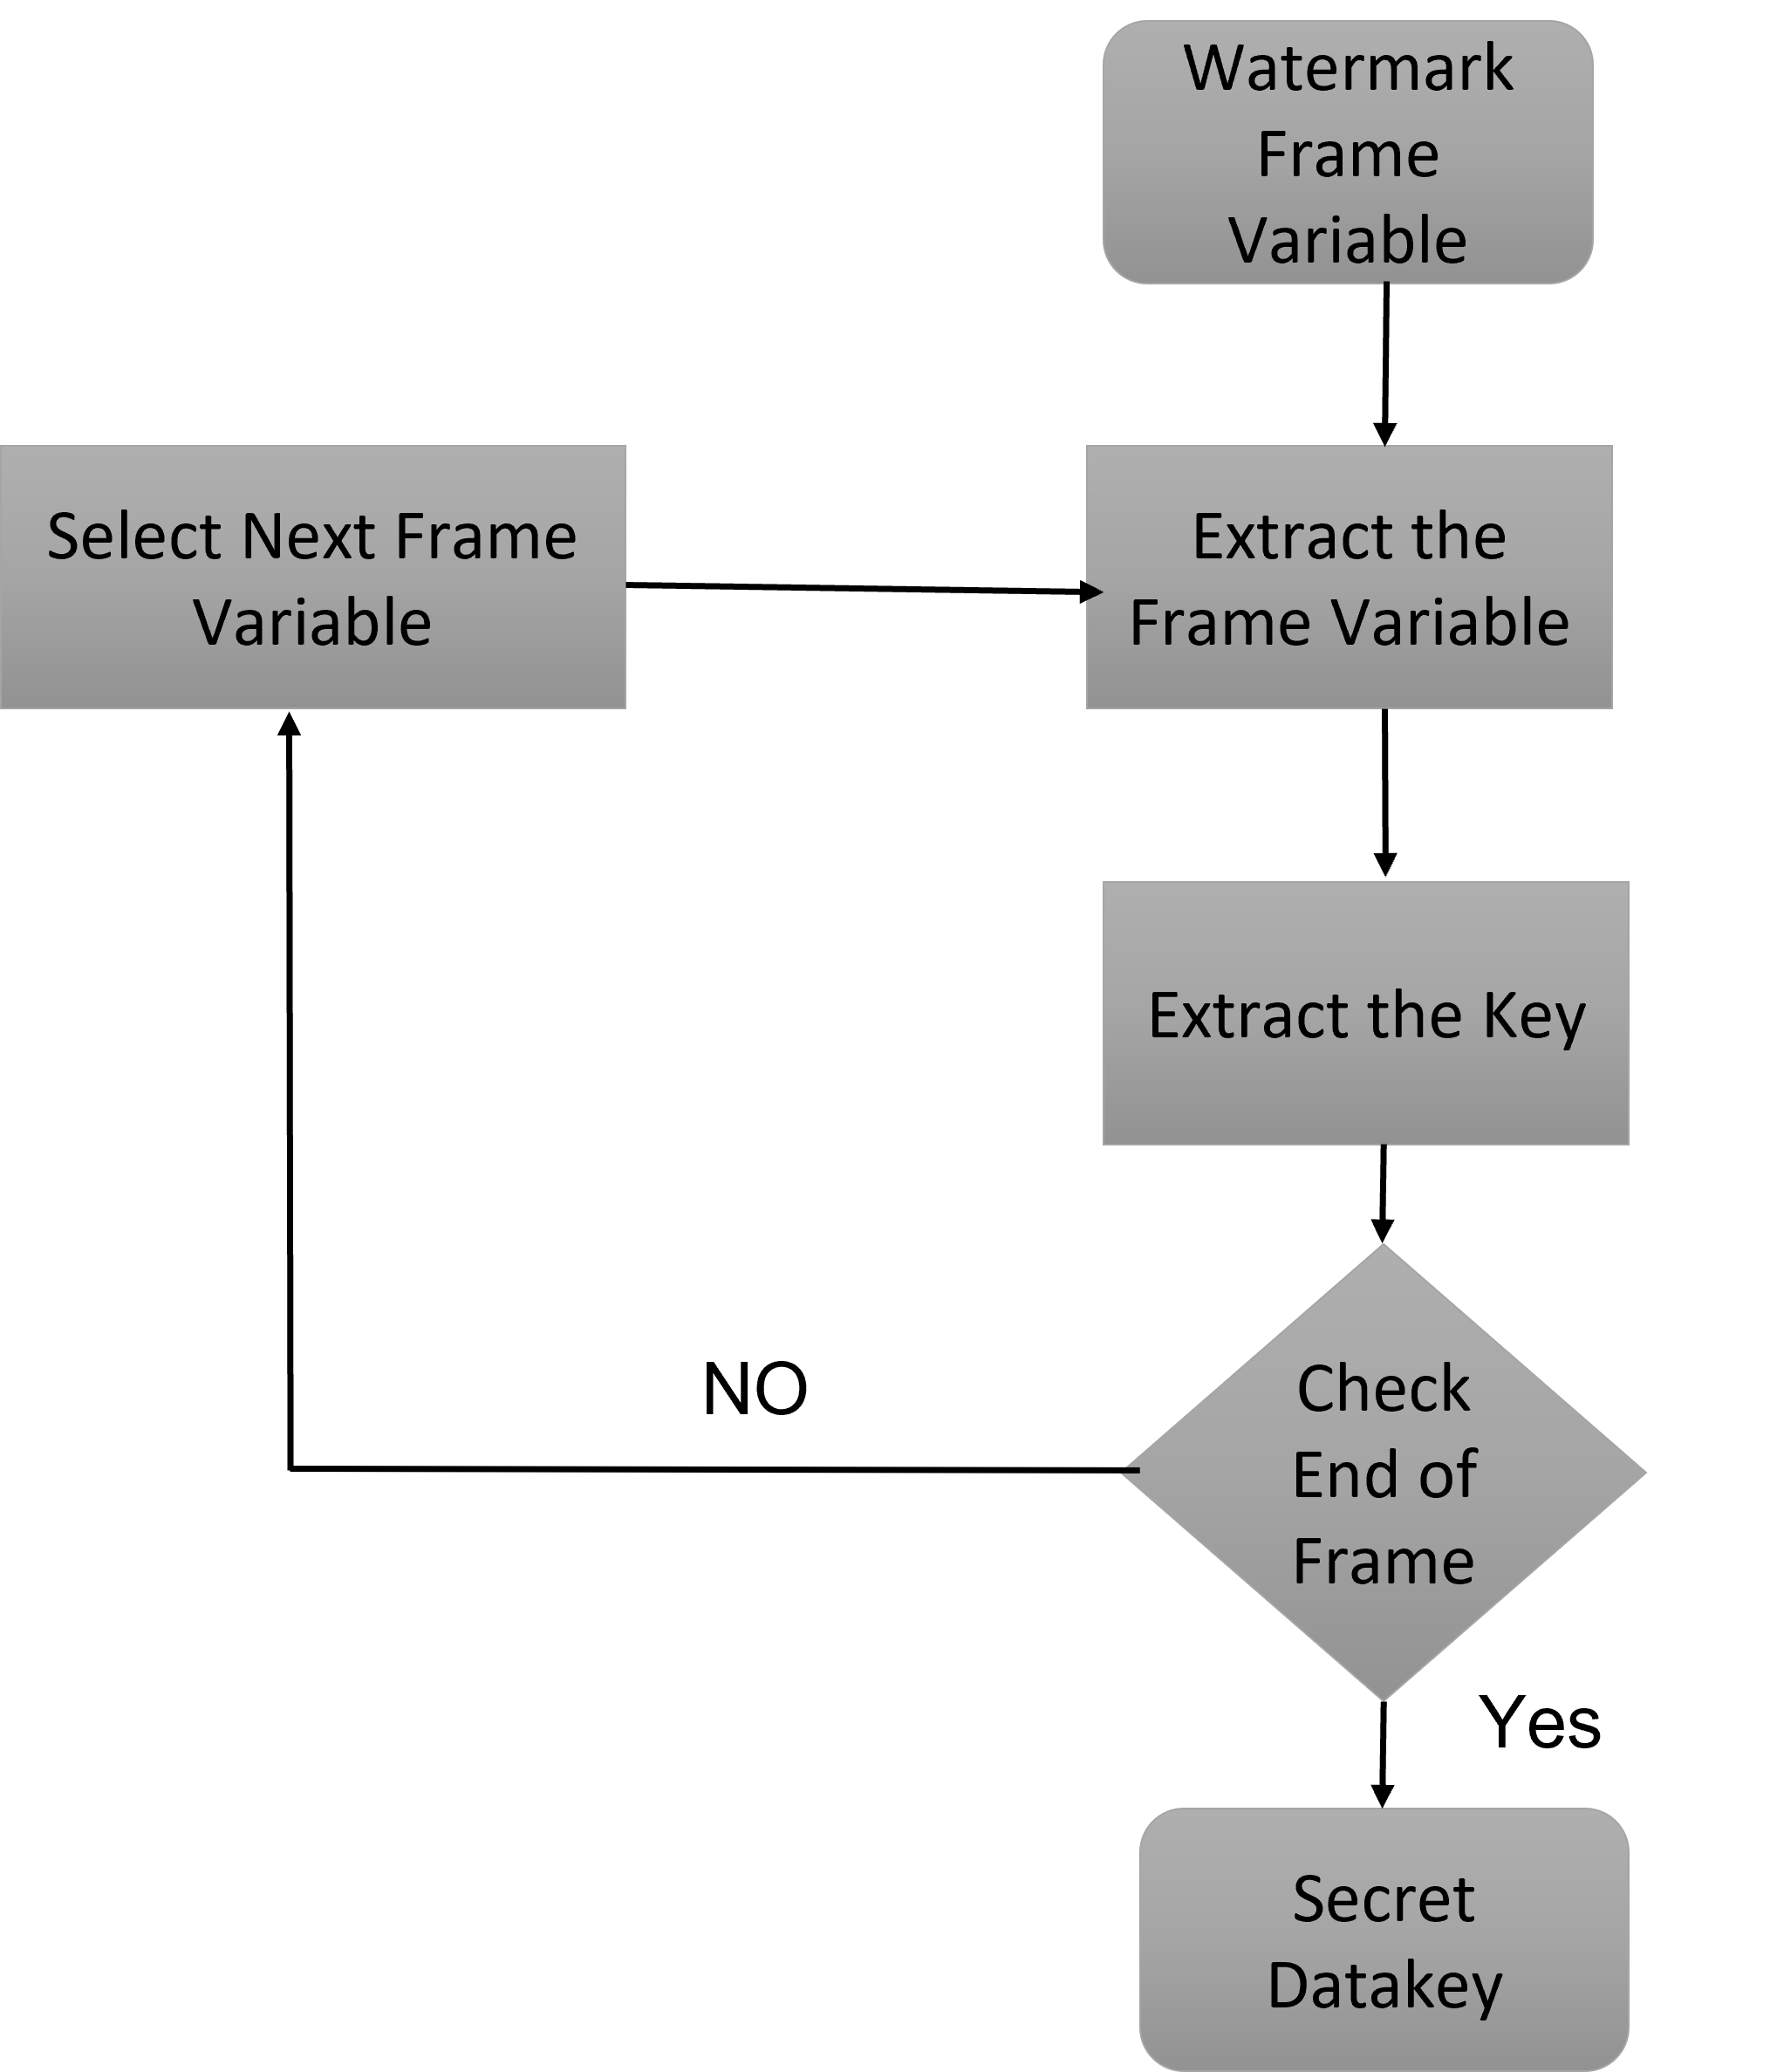 Watermark
Frame
Variable
Select Next Frame
Variable
Extract the
Frame Variable
Extract the Key
NO
Check
End of
Frame
Yes
Secret
Datakey